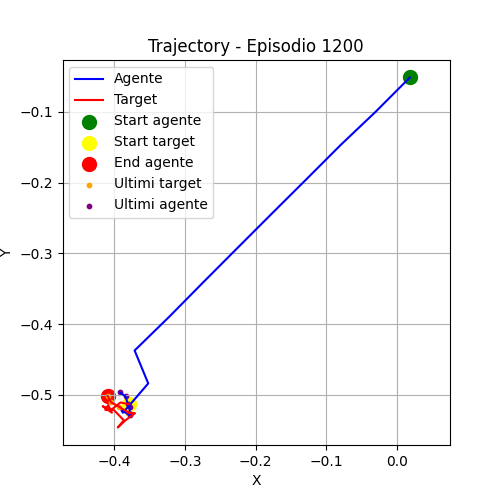 Trajectory - Episodio 1200
Agente
Target
Start agente
Start target
End agente
Ultimi target
Ultimi agente
Y
−0.1
−0.2
−0.3
−0.4
−0.5
−0.4
−0.3
−0.2
−0.1
0.0
X